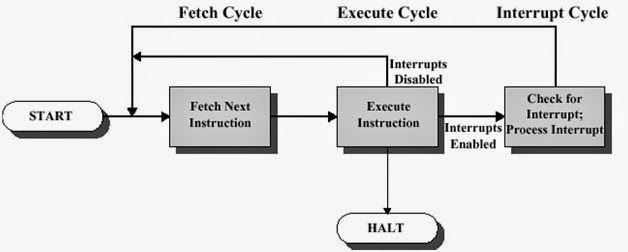 Fetch Cycle
Execute Cycle
Interrupt Cycle
Interrupts
Disabled
START
Fetch Next
Instruction
Execute
Instruction
Interrupts
Enabled
Check for
Interrupt;
Process Interrupt
HALT